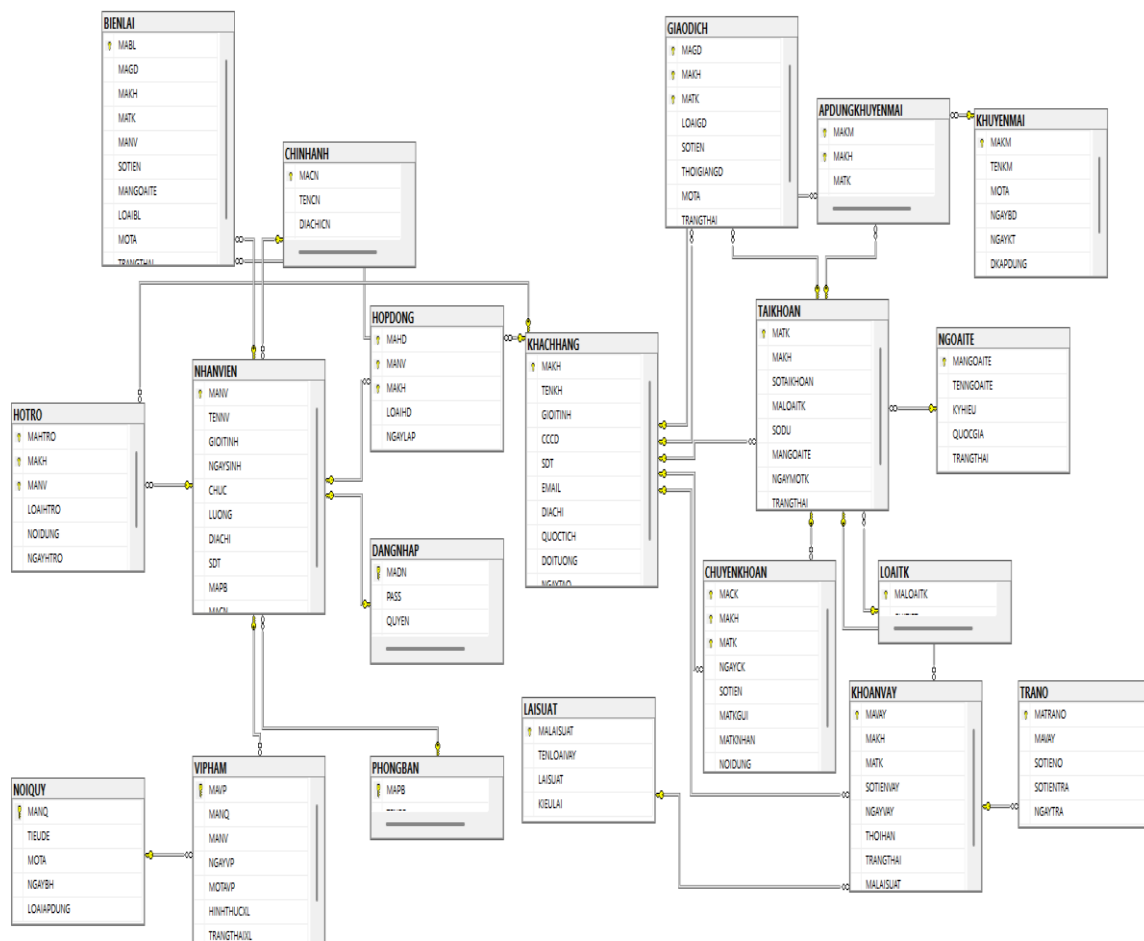 BIENLAI
MABL
MAGD
MAKH
MATK
MANV
SOTIEN
MANGOAITE
LOAIBL
MOTA
TRANGTHAI
CHINHANH
MACN
TENCN
DIACHICN
GIAODICH
MAGD
MAKH
MATK
LOAIGD
SOTIEN
THOIGIANGD
MOTA
TRANGTHAI
APDUNGKHUYENMAI
MAKM
MAKH
MATK
KHUYENMAI
MAKM
TENKM
MOTA
NGAYBD
NGAYKT
DKAPDUNG
HOPDONG
MAHD
MANV
MAKH
LOAIHD
NGAYLAP
KHACHHANG
MAKH
TENKH
GIOITINH
CCCD
SDT
EMAIL
DIACHI
QUOCTICH
DOITUONG
NGAYTAO
TAIKHOAN
MATK
MAKH
SOTAIKHOAN
MALOAITK
SODU
MANGOAITE
NGAYMOTK
TRANGTHAI
NGOAITE
MANGOAITE
TENNGOAITE
KYHIEU
QUOCGIA
TRANGTHAI
NHANVIEN
MANV
TENNV
GIOITINH
NGAYSINH
CHUC
LUONG
DIACHI
SDT
MAPB
MACN
HOTRO
MAHTRO
MAKH
MANV
LOAIHTRO
NOIDUNG
NGAYHTRO
DANGNHAP
MADN
PASS
QUYEN
CHUYENKHOAN
MACK
MAKH
MATK
NGAYCK
SOTIEN
MATKGUI
MATKNHAN
NOIDUNG
LOAITK
MALOAITK
KHOANVAY
MAVAY
MAKH
MATK
SOTIENVAY
NGAYVAY
THOIHAN
TRANGTHAI
MALAISUAT
TRANO
MATRANO
MAVAY
SOTIENO
SOTIENTRA
NGAYTRA
LAISUAT
MALAISUAT
TENLOAIVAY
LAISUAT
KIEULAI
PHONGBAN
MAPB
VIPHAM
MAVP
MANQ
MANV
NGAYVP
MOTAVP
HINHTHUCXL
TRANGTHAIXL
NOIQUY
MANQ
TIEUDE
MOTA
NGAYBH
LOAIAPDUNG